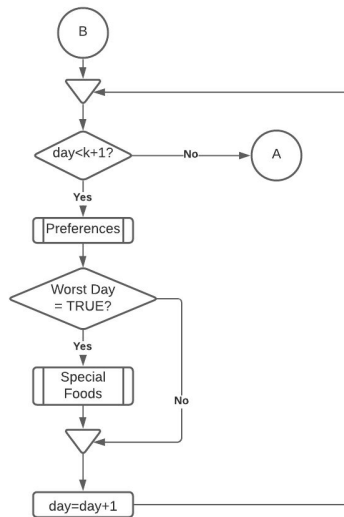 B
day<k+1?
No
A
Yes
Preferences
Worst Day
= TRUE?
Yes
Special
Foods
No
day=day+1